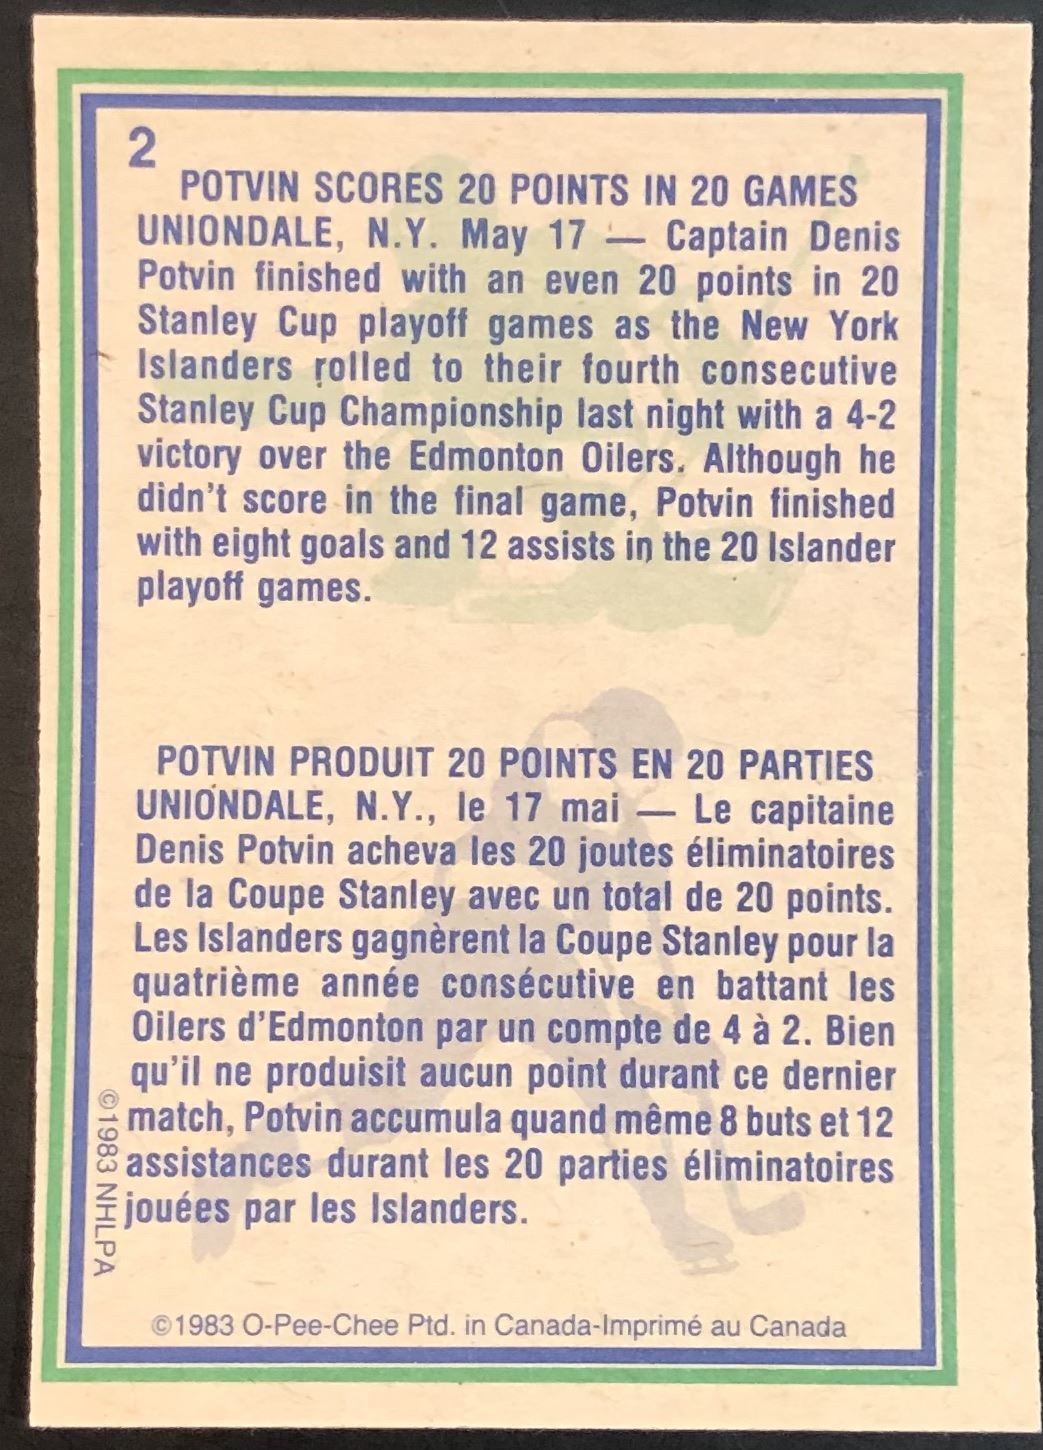 2
POTVIN SCORES 20 POINTS IN 20 GAMES
UNIONDALE, N.Y. May 17 — Captain Denis
Potvin finished with an even 20 points in 20
Stanley Cup playoff games as the New York
Islanders rolled to their fourth consecutive
Stanley Cup Championship last night with a 4-2
victory over the Edmonton Oilers. Although he
didn't score in the final game, Potvin finished
with eight goals and 12 assists in the 20 Islander
playoff games.
POTVIN PRODUIT 20 POINTS EN 20 PARTIES
UNIONDALE, N.Y., le 17 mai — Le capitaine
Denis Potvin acheva les 20 joutes éliminatoires
de la Coupe Stanley avec un total de 20 points.
Les Islanders gagnèrent la Coupe Stanley pour la
quatrième année consécutive en battant les
Oilers d'Edmonton par un compte de 4 à 2. Bien
qu'il ne produisit aucun point durant ce dernier
match, Potvin accumula quand même 8 buts et 12
assistances durant les 20 parties éliminatoires
jouées par les Islanders.
©1983 NHLPA
©1983 O-Pee-Chee Ptd. in Canada-Imprimé au Canada